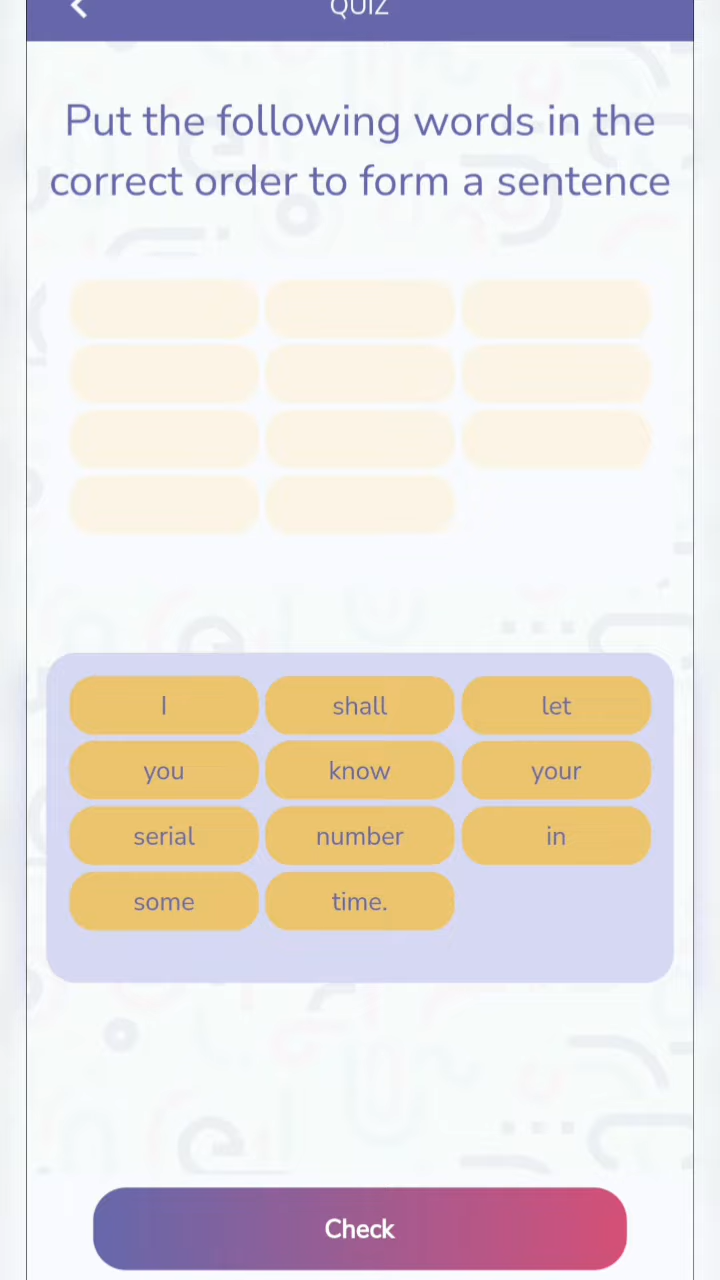 QUIZ
Put the following words in the
correct order to form a sentence
I shall let
you know your
serial number in
some time.
Check